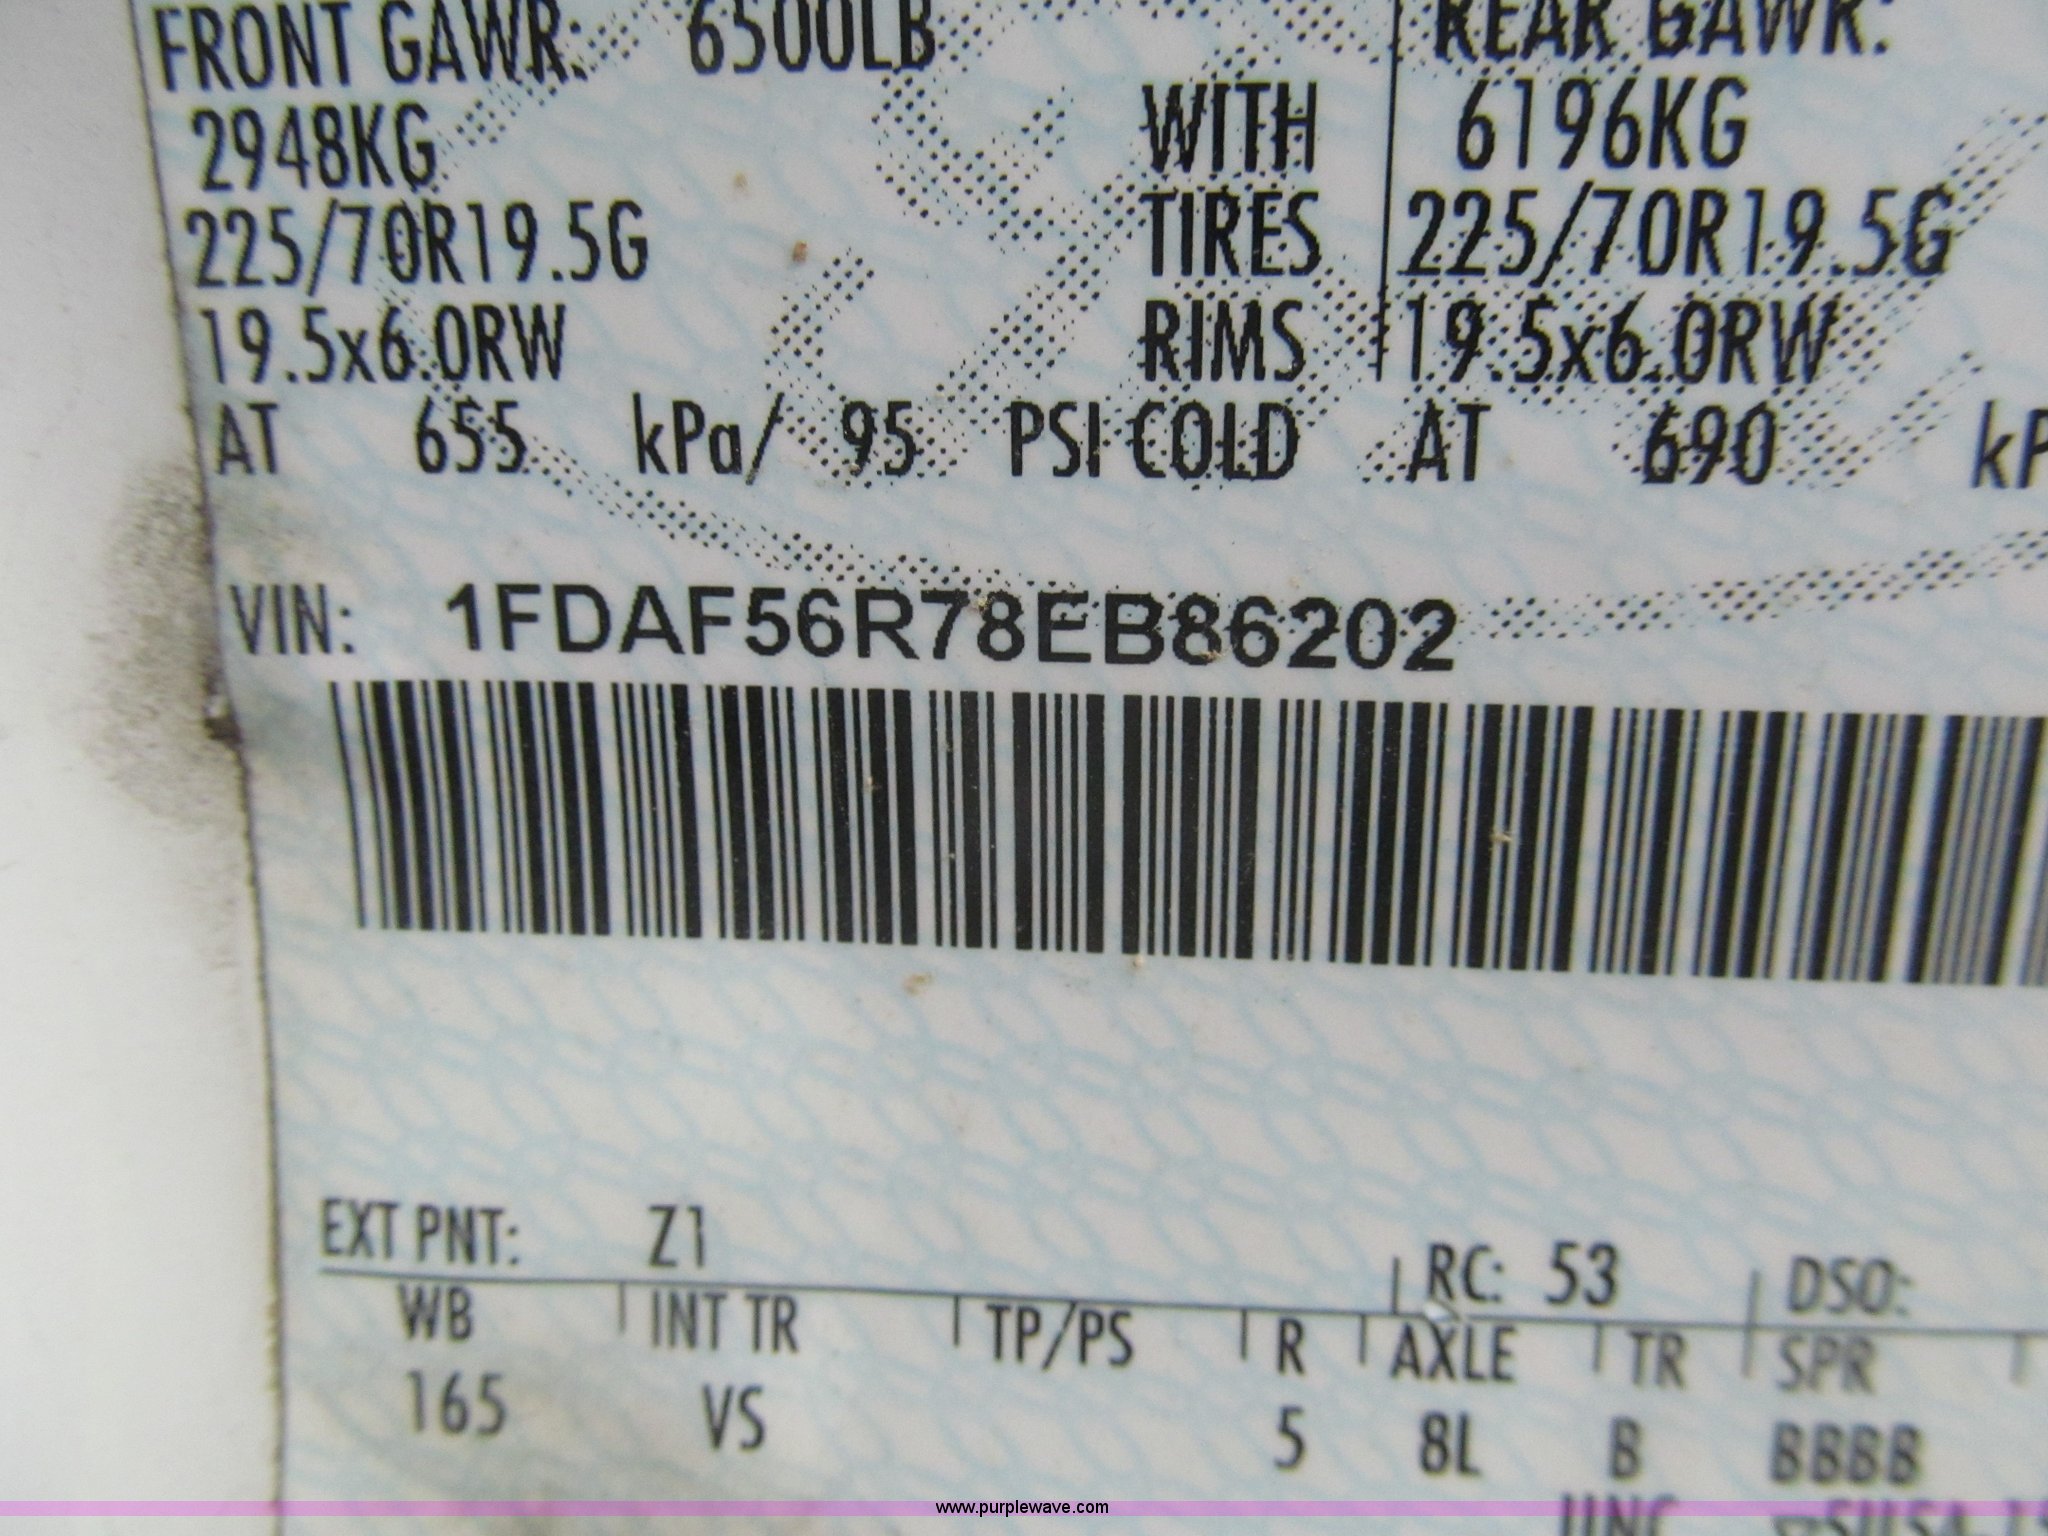 FRONT GAWR: 6500LB REAR GAWR:
2948KG WITH 6196KG
225/70R19.5G TIRES 225/70R19.5G
19.5x6.0RW RIMS 19.5x6.0RW
AT 655 kPa/ 95 PSI COLD AT 690 kP
VIN: 1FDAF56R78EB86202
EXT PNT: Z1 RC: 53 DSO:
WB INT TR TP/PS R AXLE TR SPR
165 VS 5 8L B BBBB
www.purplewave.com